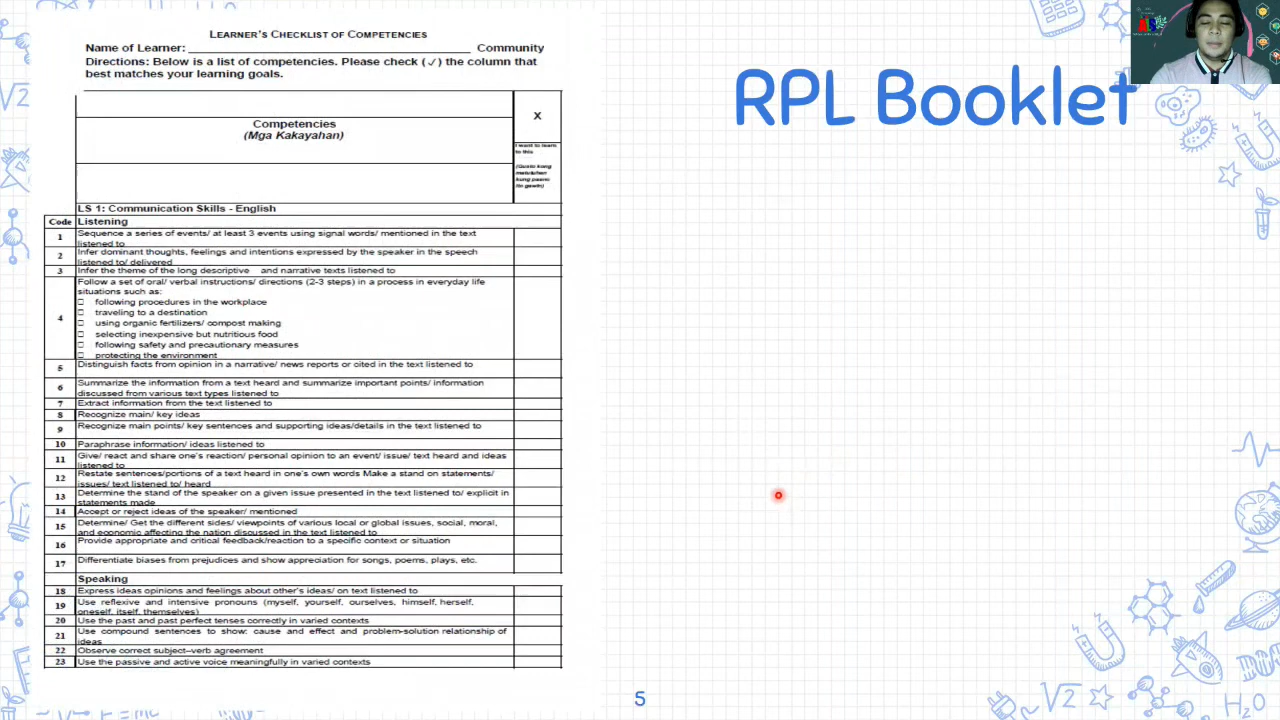 LEARNER'S CHECKLIST OF COMPETENCIES
Name of Learner: ____________________ Community
Directions: Below is a list of competencies. Please check (✓) the column that
best matches your learning goals.
RPL Booklet
X
Competencies
(Mga Kakayahan)
I want to learn
to this
(Gusto kong
matutuhan
kung paano
ito gawin)
LS 1: Communication Skills - English
Code Listening
1 Sequence a series of events/ at least 3 events using signal words/ mentioned in the text
listened to
2 Infer dominant thoughts, feelings and intentions expressed by the speaker in the speech
listened to/ delivered
3 Infer the theme of the long descriptive and narrative texts listened to
4 Follow a set of oral/ verbal instructions/ directions (2-3 steps) in a process in everyday life
situations such as:
□ following procedures in the workplace
□ traveling to a destination
□ using organic fertilizers/ compost making
□ selecting inexpensive but nutritious food
□ following safety and precautionary measures
□ protecting the environment
5 Distinguish facts from opinion in a narrative/ news reports or cited in the text listened to
6 Summarize the information from a text heard and summarize important points/ information
discussed from various text types listened to
7 Extract information from the text listened to
8 Recognize main/ key ideas
9 Recognize main points/ key sentences and supporting ideas/details in the text listened to
10 Paraphrase information/ ideas listened to
11 Give/ react and share one's reaction/ personal opinion to an event/ issue/ text heard and ideas
listened to
12 Restate sentences/portions of a text heard in one's own words Make a stand on statements/
issues/ text listened to/ heard
13 Determine the stand of the speaker on a given issue presented in the text listened to/ explicit in
statements made
14 Accept or reject ideas of the speaker/ mentioned
15 Determine/ Get the different sides/ viewpoints of various local or global issues, social, moral,
and economic affecting the nation discussed in the text listened to
16 Provide appropriate and critical feedback/reaction to a specific context or situation
17 Differentiate biases from prejudices and show appreciation for songs, poems, plays, etc.
Speaking
18 Express ideas opinions and feelings about other's ideas/ on text listened to
19 Use reflexive and intensive pronouns (myself, yourself, ourselves, himself, herself,
oneself, itself, themselves)
20 Use the past and past perfect tenses correctly in varied contexts
21 Use compound sentences to show: cause and effect and problem-solution relationship of
ideas
22 Observe correct subject–verb agreement
23 Use the passive and active voice meaningfully in varied contexts
5
√2
√2
H₂O